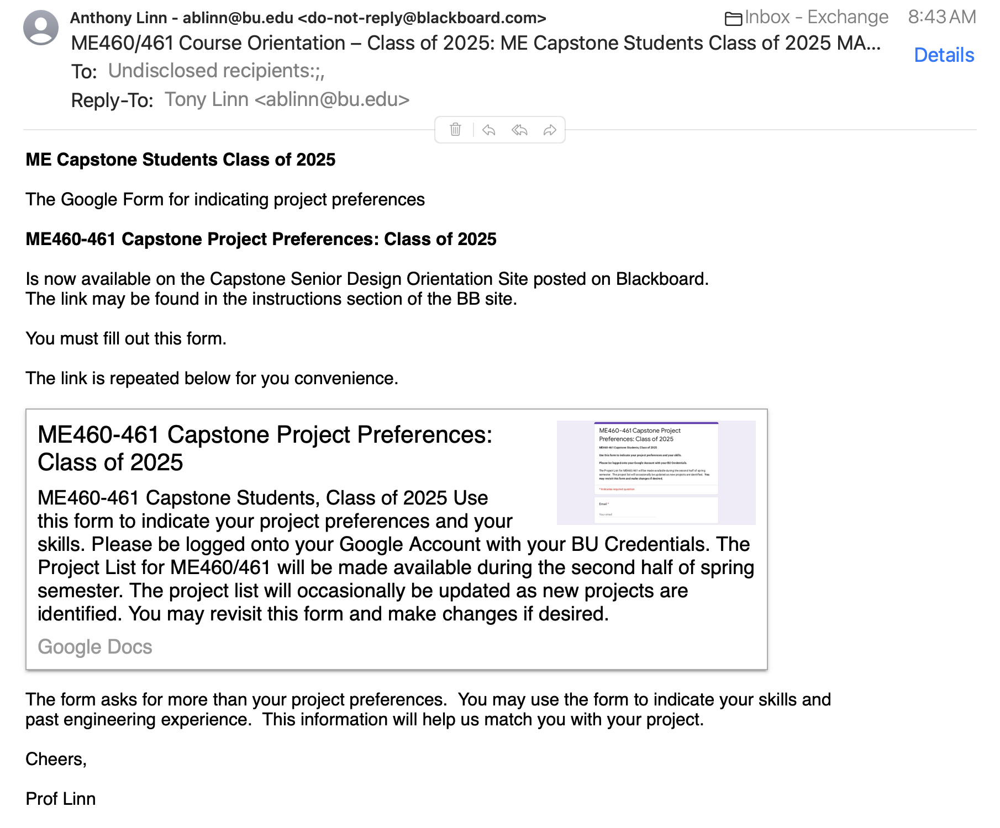 Anthony Linn - ablinn@bu.edu <do-not-reply@blackboard.com>
Inbox - Exchange 8:43 AM
ME460/461 Course Orientation – Class of 2025: ME Capstone Students Class of 2025 MA...
Details
To: Undisclosed recipients:;,
Reply-To: Tony Linn <ablinn@bu.edu>
ME Capstone Students Class of 2025
The Google Form for indicating project preferences
ME460-461 Capstone Project Preferences: Class of 2025
Is now available on the Capstone Senior Design Orientation Site posted on Blackboard.
The link may be found in the instructions section of the BB site.
You must fill out this form.
The link is repeated below for you convenience.
ME460-461 Capstone Project Preferences:
Class of 2025
ME460-461 Capstone Students, Class of 2025 Use
this form to indicate your project preferences and your
skills. Please be logged onto your Google Account with your BU Credentials. The
Project List for ME460/461 will be made available during the second half of spring
semester. The project list will occasionally be updated as new projects are
identified. You may revisit this form and make changes if desired.
Google Docs
ME460-461 Capstone Project
Preferences: Class of 2025
ME460-461 Capstone Students, Class of 2025
Use this form to indicate your project preferences and your skills.
Please be logged onto your Google Account with your BU Credentials.
The Project List for ME460/461 will be made available during the second half of spring
semester. The project list will occasionally be updated as new projects are identified. You
may revisit this form and make changes if desired.
* Indicates required question
Email *
Your email
The form asks for more than your project preferences. You may use the form to indicate your skills and
past engineering experience. This information will help us match you with your project.
Cheers,
Prof Linn